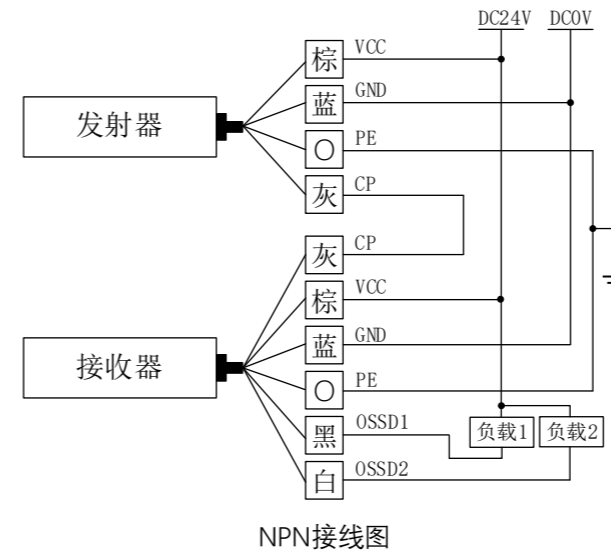 DC24V DC0V
棕 VCC
蓝 GND
发射器
O PE
灰 CP
灰 CP
棕 VCC
蓝 GND
接收器
O PE
黑 OSSD1 负载1 负载2
白 OSSD2
NPN接线图